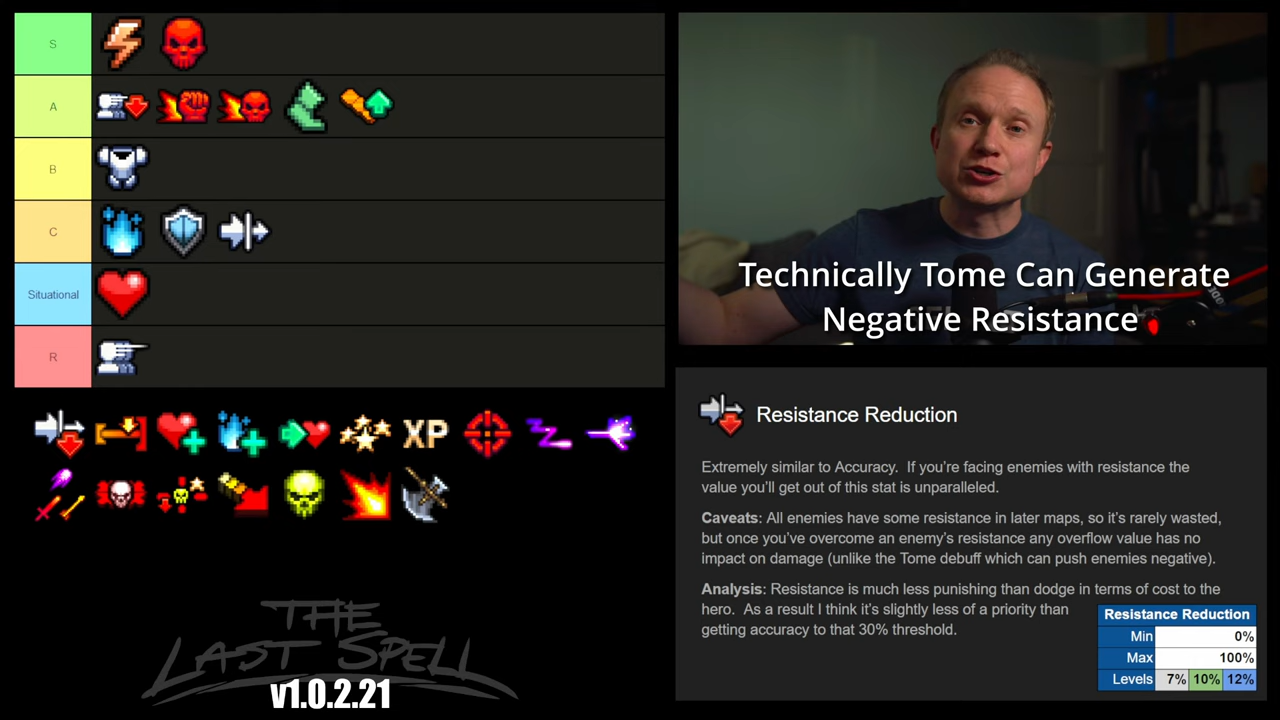 S
A
B
C
Situational
R
XP
THE
LAST SPELL
v1.0.2.21
Technically Tome Can Generate
Negative Resistance
Resistance Reduction
Extremely similar to Accuracy.  If you're facing enemies with resistance the
value you'll get out of this stat is unparalleled.
Caveats: All enemies have some resistance in later maps, so it's rarely wasted,
but once you've overcome an enemy's resistance any overflow value has no
impact on damage (unlike the Tome debuff which can push enemies negative).
Analysis: Resistance is much less punishing than dodge in terms of cost to the
hero.  As a result I think it's slightly less of a priority than
getting accuracy to that 30% threshold.
Resistance Reduction
Min 0%
Max 100%
Levels 7% 10% 12%